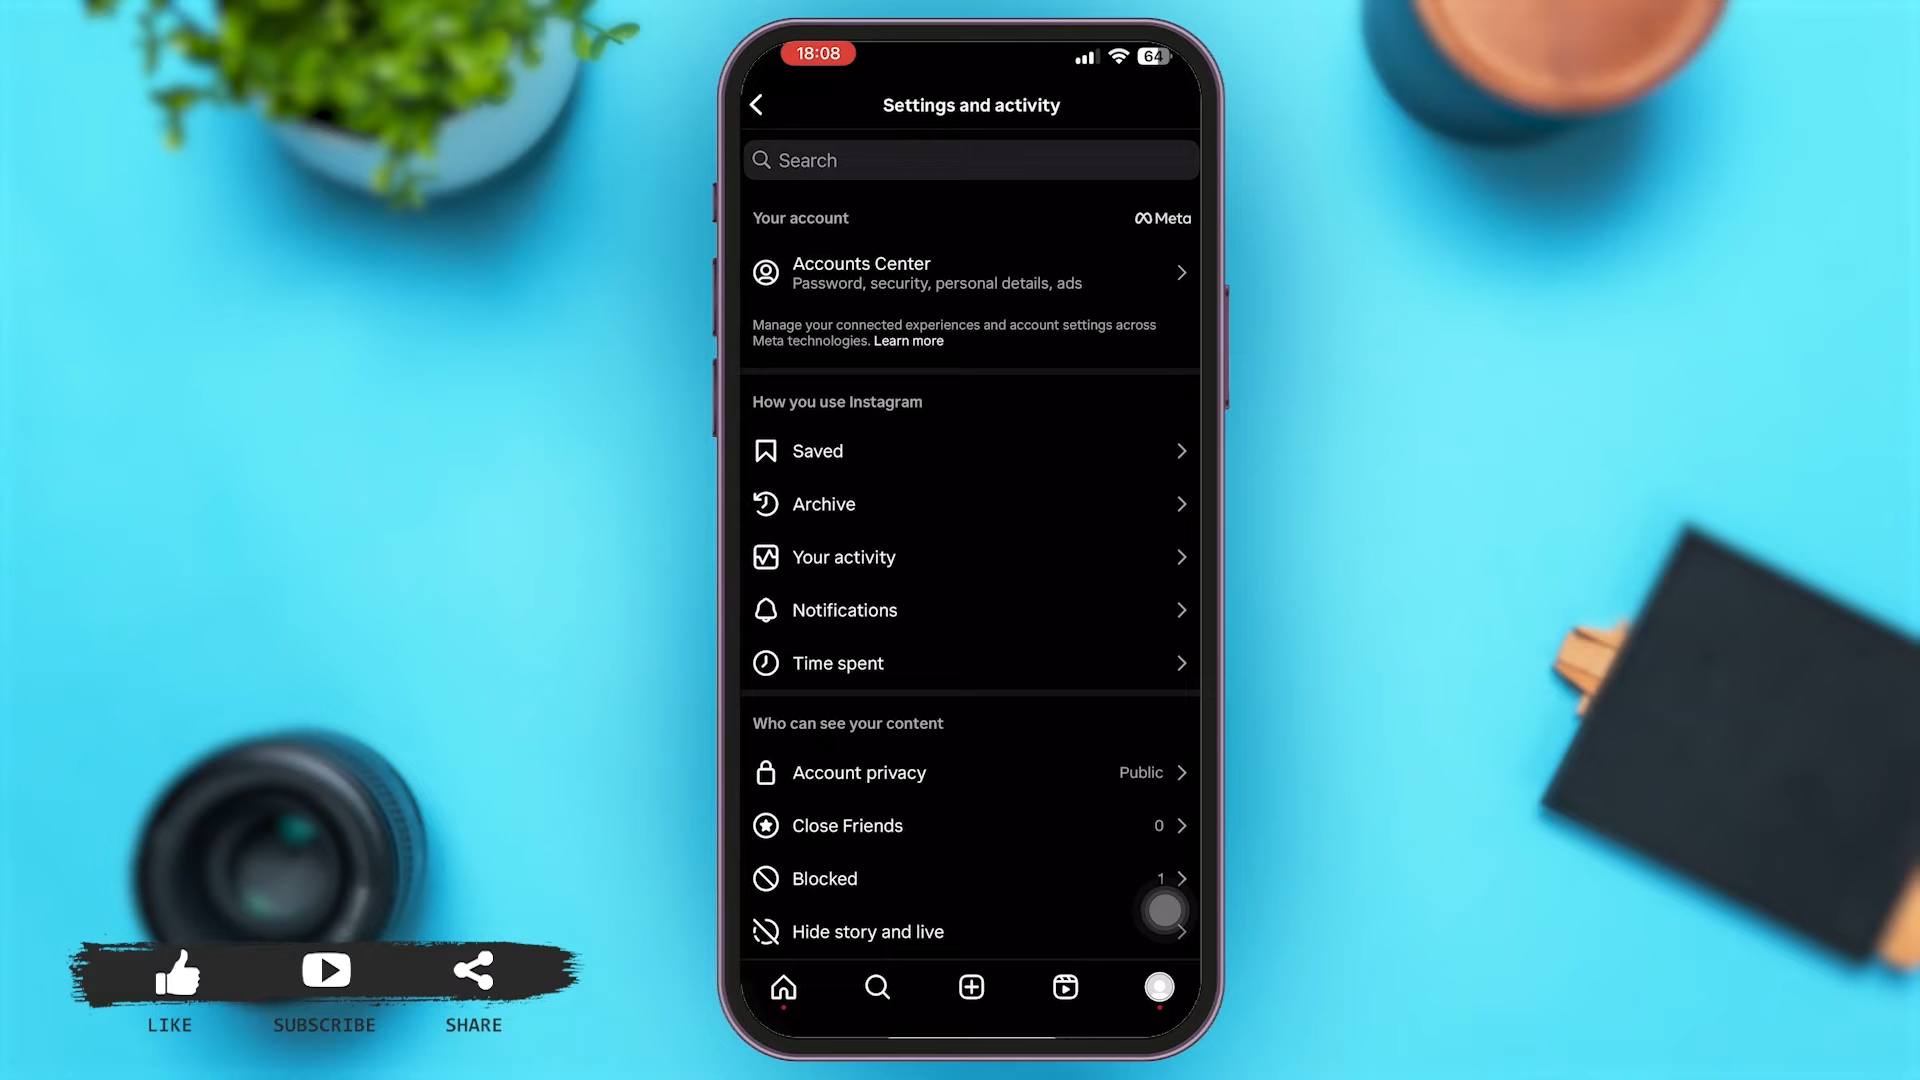 18:08
64
Settings and activity
Search
Your account
Meta
Accounts Center
Password, security, personal details, ads
Manage your connected experiences and account settings across
Meta technologies. Learn more
How you use Instagram
Saved
Archive
Your activity
Notifications
Time spent
Who can see your content
Account privacy Public
Close Friends 0
Blocked 1
Hide story and live
LIKE SUBSCRIBE SHARE